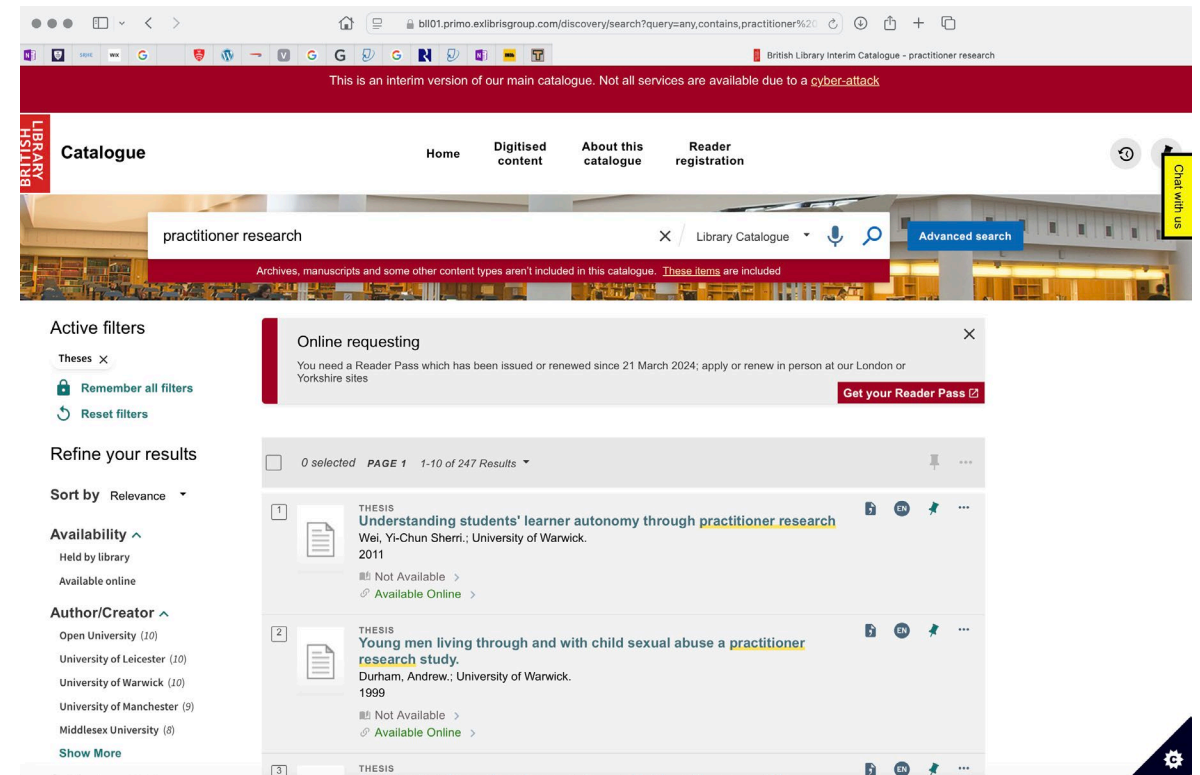 bll01.primo.exlibrisgroup.com/discovery/search?query=any,contains,practitioner%20
SRHE WIX G V G G G N T
British Library Interim Catalogue - practitioner research
This is an interim version of our main catalogue. Not all services are available due to a cyber-attack
BRITISH
LIBRARY
Catalogue
Home
Digitised
content
About this
catalogue
Reader
registration
Chat with us
practitioner research
Library Catalogue
Advanced search
Archives, manuscripts and some other content types aren't included in this catalogue. These items are included
Active filters
Theses
Remember all filters
Reset filters
Refine your results
Sort by Relevance
Availability
Held by library
Available online
Author/Creator
Open University (10)
University of Leicester (10)
University of Warwick (10)
University of Manchester (9)
Middlesex University (8)
Show More
Online requesting
You need a Reader Pass which has been issued or renewed since 21 March 2024; apply or renew in person at our London or
Yorkshire sites
Get your Reader Pass
0 selected PAGE 1 1-10 of 247 Results
1
THESIS
EN
Understanding students' learner autonomy through practitioner research
Wei, Yi-Chun Sherri.; University of Warwick.
2011
Not Available
Available Online
2
THESIS
EN
Young men living through and with child sexual abuse a practitioner
research study.
Durham, Andrew.; University of Warwick.
1999
Not Available
Available Online
3
THESIS
EN